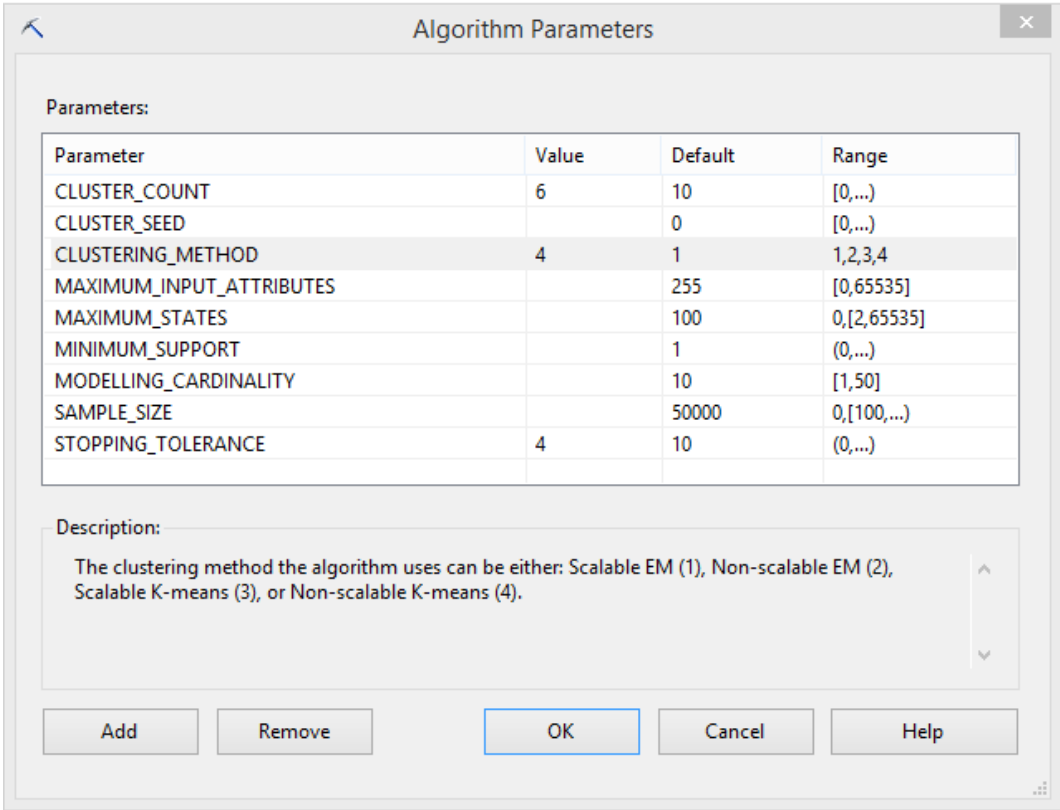 Algorithm Parameters
Parameters:
Parameter Value Default Range
CLUSTER_COUNT 6 10 [0,...)
CLUSTER_SEED 0 [0,...)
CLUSTERING_METHOD 4 1 1,2,3,4
MAXIMUM_INPUT_ATTRIBUTES 255 [0,65535]
MAXIMUM_STATES 100 0,[2,65535]
MINIMUM_SUPPORT 1 (0,...)
MODELLING_CARDINALITY 10 [1,50]
SAMPLE_SIZE 50000 0,[100,...)
STOPPING_TOLERANCE 4 10 (0,...)
Description:
The clustering method the algorithm uses can be either: Scalable EM (1), Non-scalable EM (2),
Scalable K-means (3), or Non-scalable K-means (4).
Add Remove OK Cancel Help